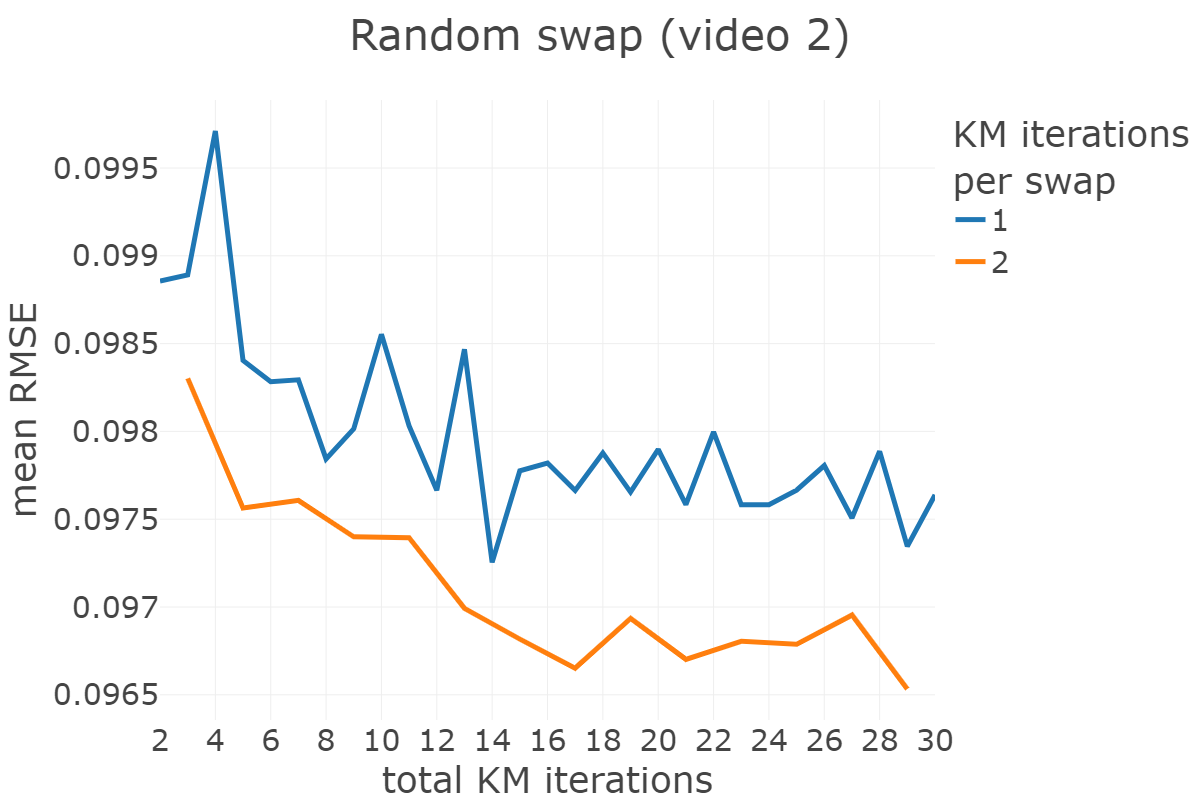 Random swap (video 2)
KM iterations
per swap
1
2
mean RMSE
0.0995
0.099
0.0985
0.098
0.0975
0.097
0.0965
2 4 6 8 10 12 14 16 18 20 22 24 26 28 30
total KM iterations